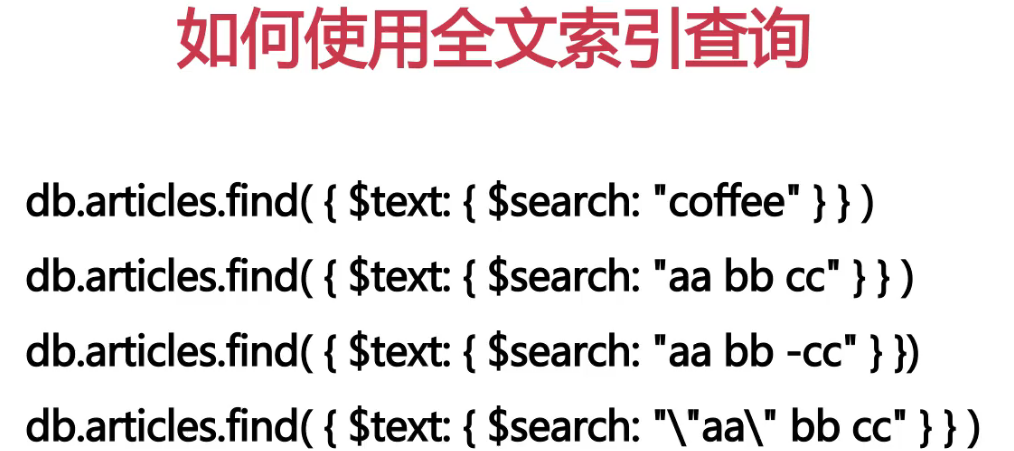 如何使用全文索引查询
db.articles.find( { $text: { $search: "coffee" } } )
db.articles.find( { $text: { $search: "aa bb cc" } } )
db.articles.find( { $text: { $search: "aa bb -cc" } })
db.articles.find( { $text: { $search: "\"aa\" bb cc" } } )